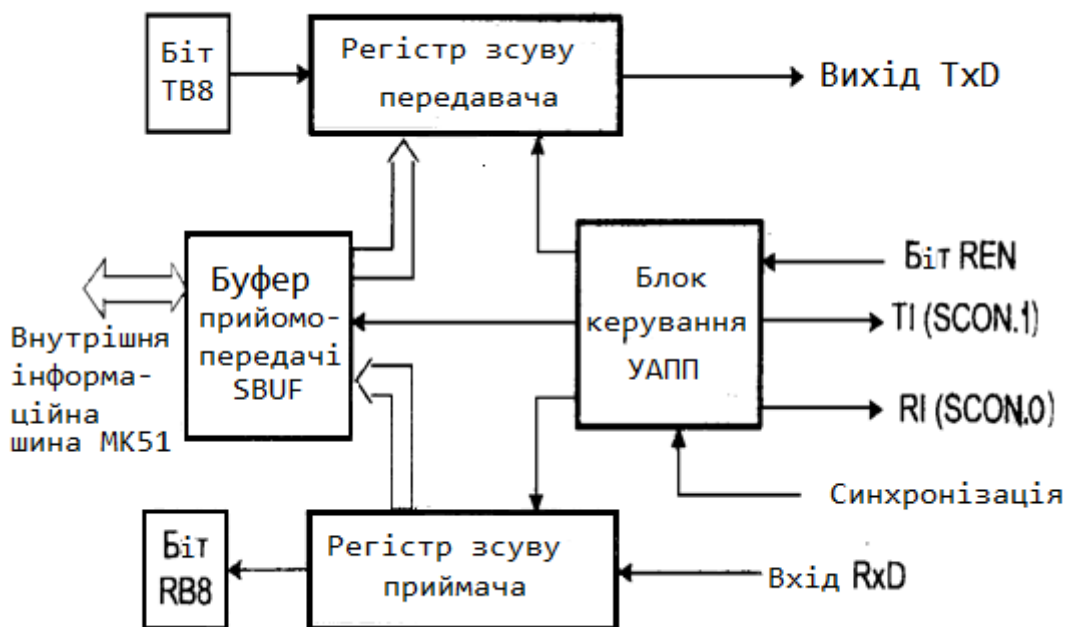 Біт
TB8
Регістр зсуву
передавача
Вихід TxD
Буфер
прийомо-
передачі
SBUF
Внутрішня
інформа-
ційна
шина МК51
Блок
керування
УАПП
Біт REN
TI (SCON.1)
RI (SCON.0)
Синхронізація
Біт
RB8
Регістр зсуву
приймача
Вхід RxD